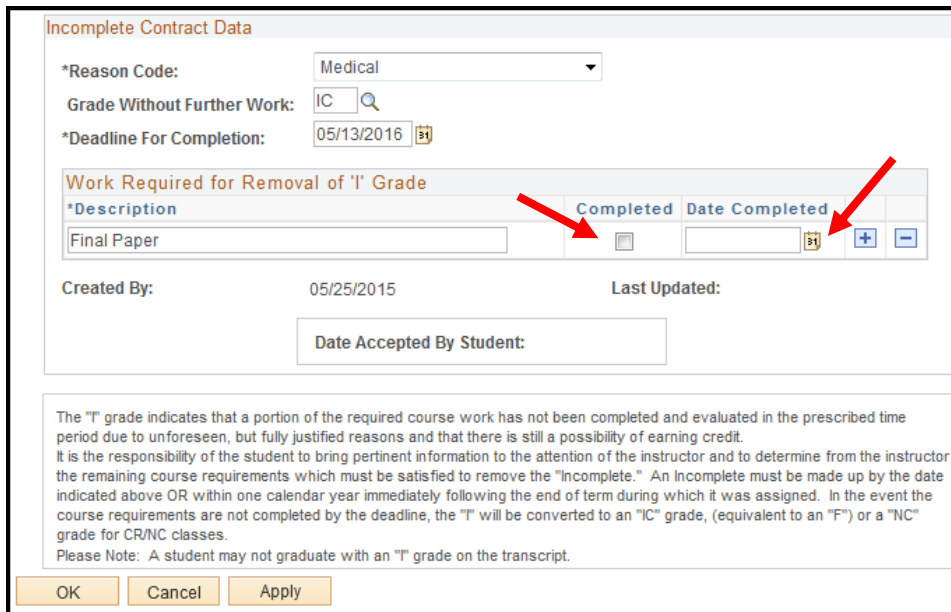 Incomplete Contract Data
*Reason Code: Medical
Grade Without Further Work: IC
*Deadline For Completion: 05/13/2016 31
Work Required for Removal of 'I' Grade
*Description Completed Date Completed
Final Paper 31
Created By: 05/25/2015 Last Updated:
Date Accepted By Student:
The "I" grade indicates that a portion of the required course work has not been completed and evaluated in the prescribed time
period due to unforeseen, but fully justified reasons and that there is still a possibility of earning credit.
It is the responsibility of the student to bring pertinent information to the attention of the instructor and to determine from the instructor
the remaining course requirements which must be satisfied to remove the "Incomplete." An Incomplete must be made up by the date
indicated above OR within one calendar year immediately following the end of term during which it was assigned. In the event the
course requirements are not completed by the deadline, the "I" will be converted to an "IC" grade, (equivalent to an "F") or a "NC"
grade for CR/NC classes.
Please Note: A student may not graduate with an "I" grade on the transcript.
OK Cancel Apply